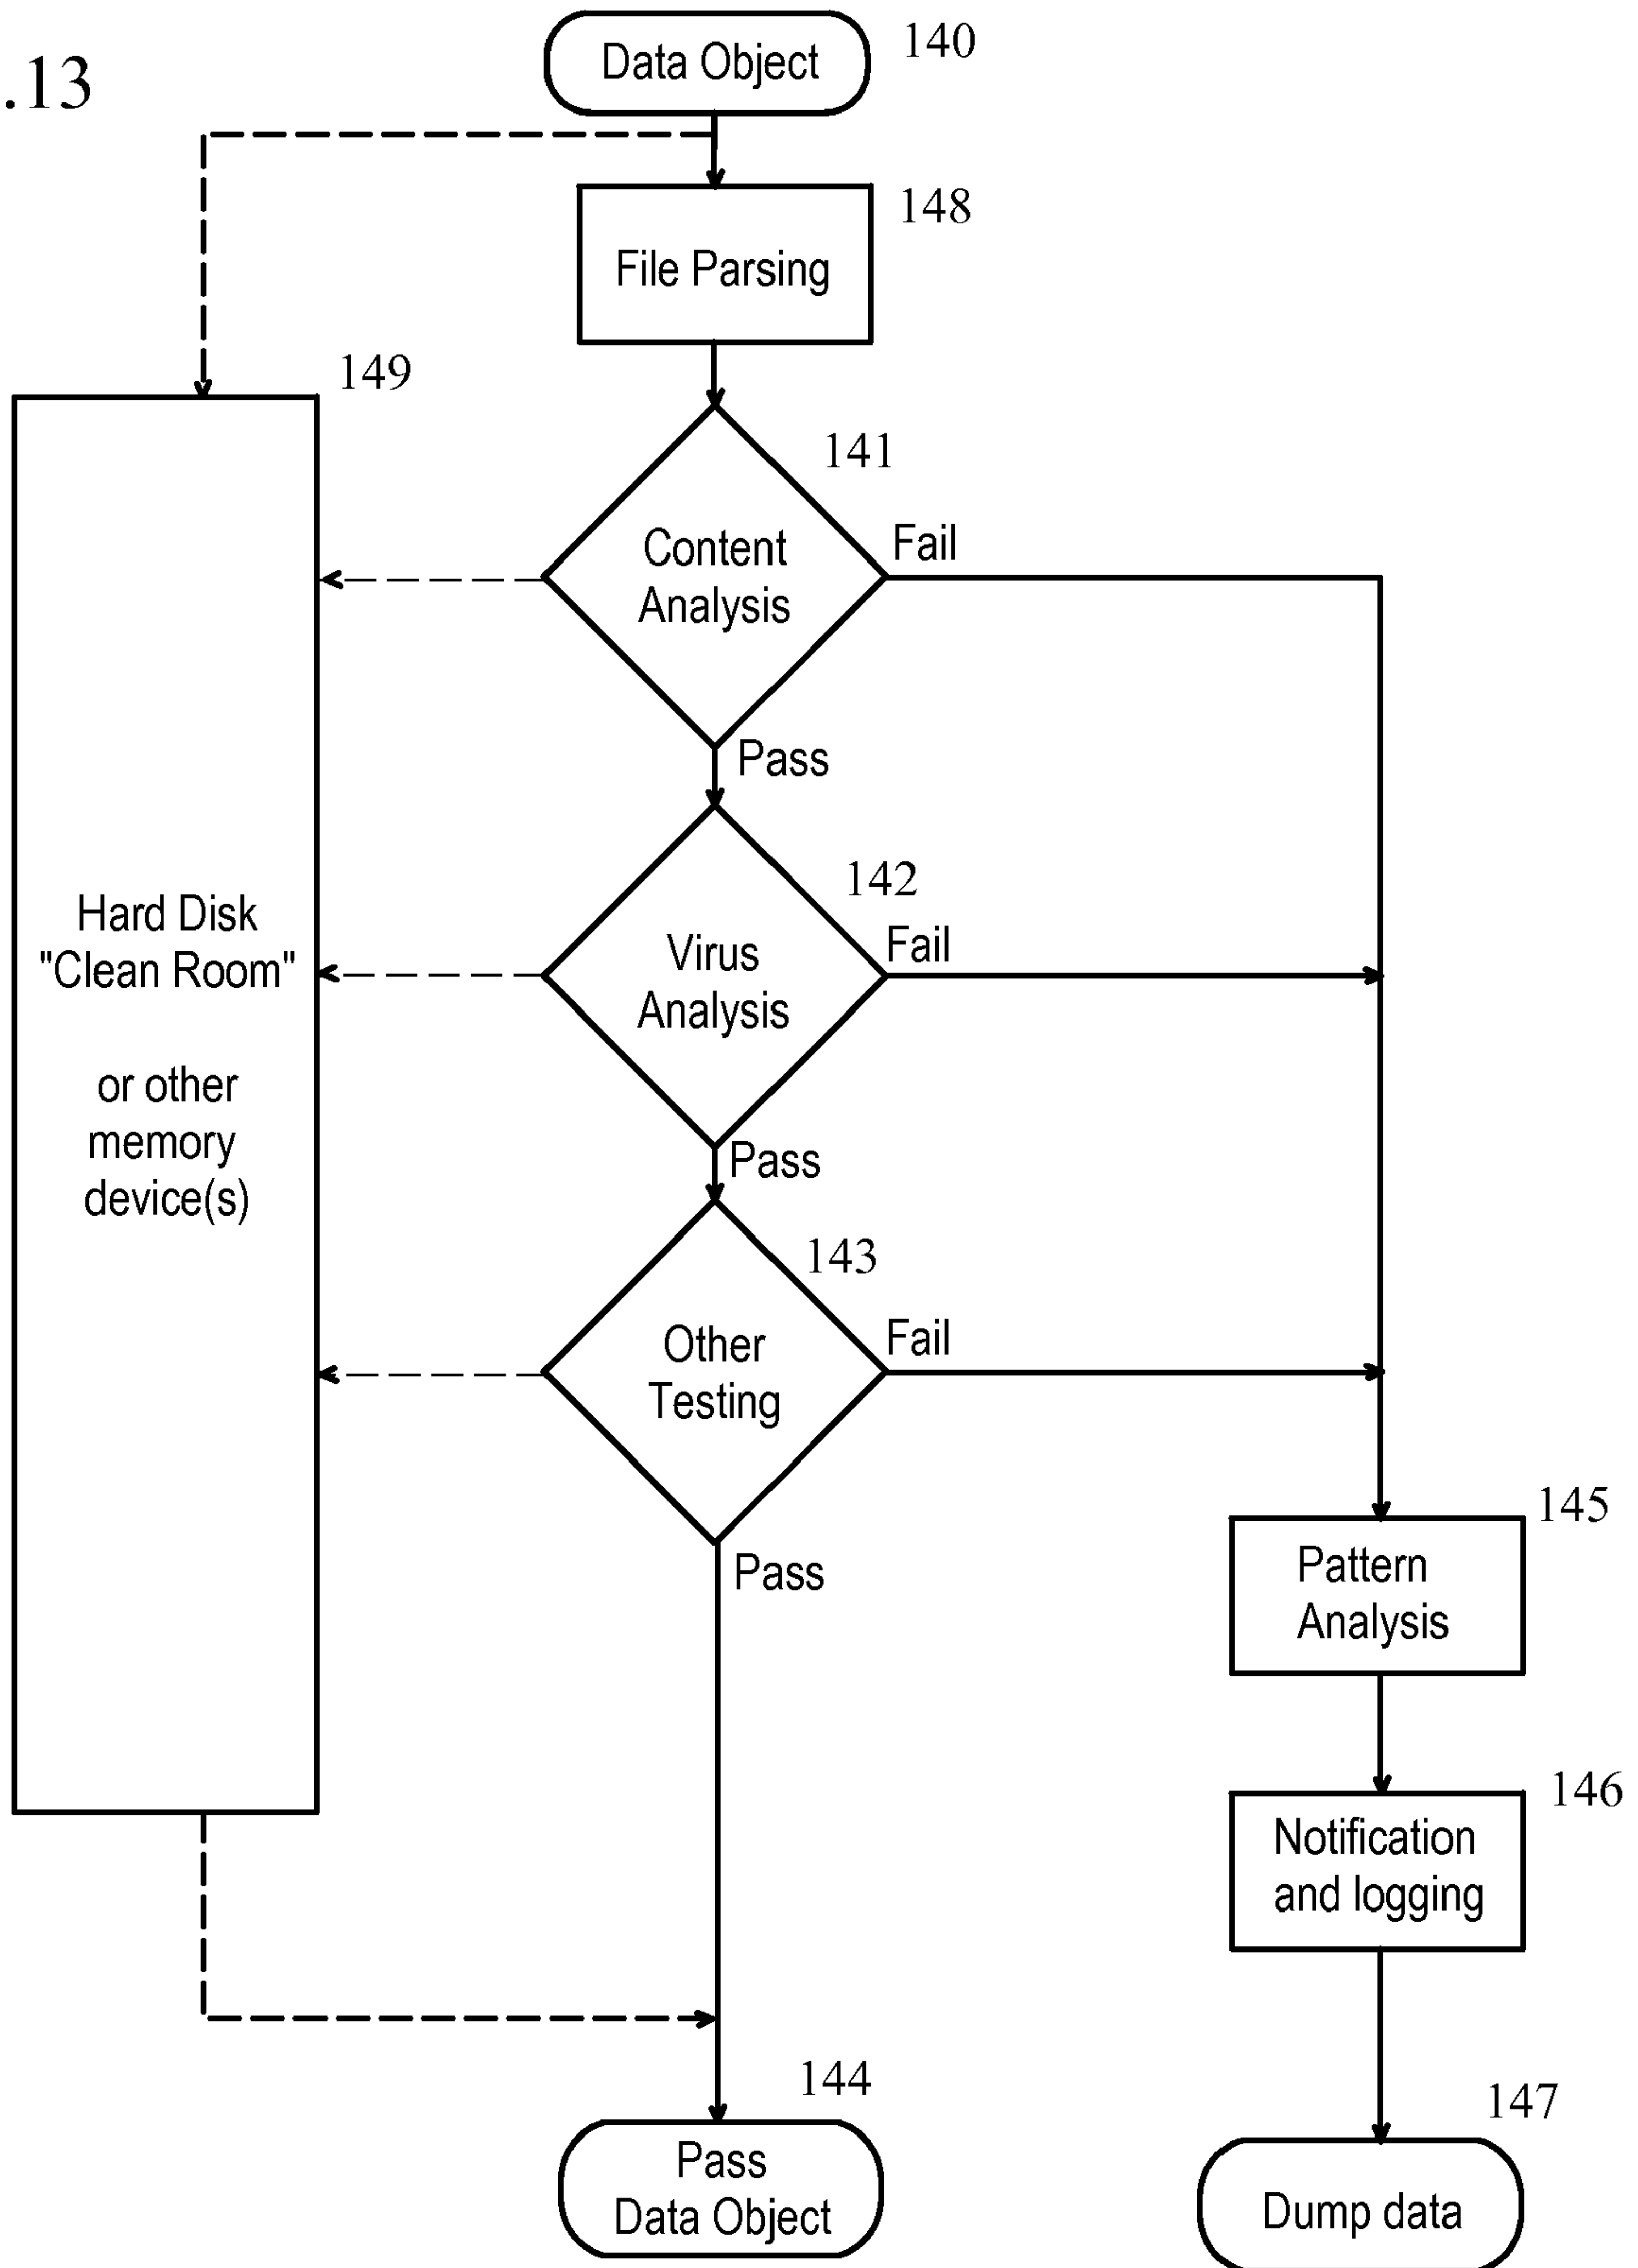 .13
Data Object
140
148
File Parsing
149
141
Content
Analysis
Fail
Pass
142
Virus
Analysis
Fail
Hard Disk
"Clean Room"
or other
memory
device(s)
Pass
143
Other
Testing
Fail
Pass
145
Pattern
Analysis
146
Notification
and logging
144
Pass
Data Object
147
Dump data